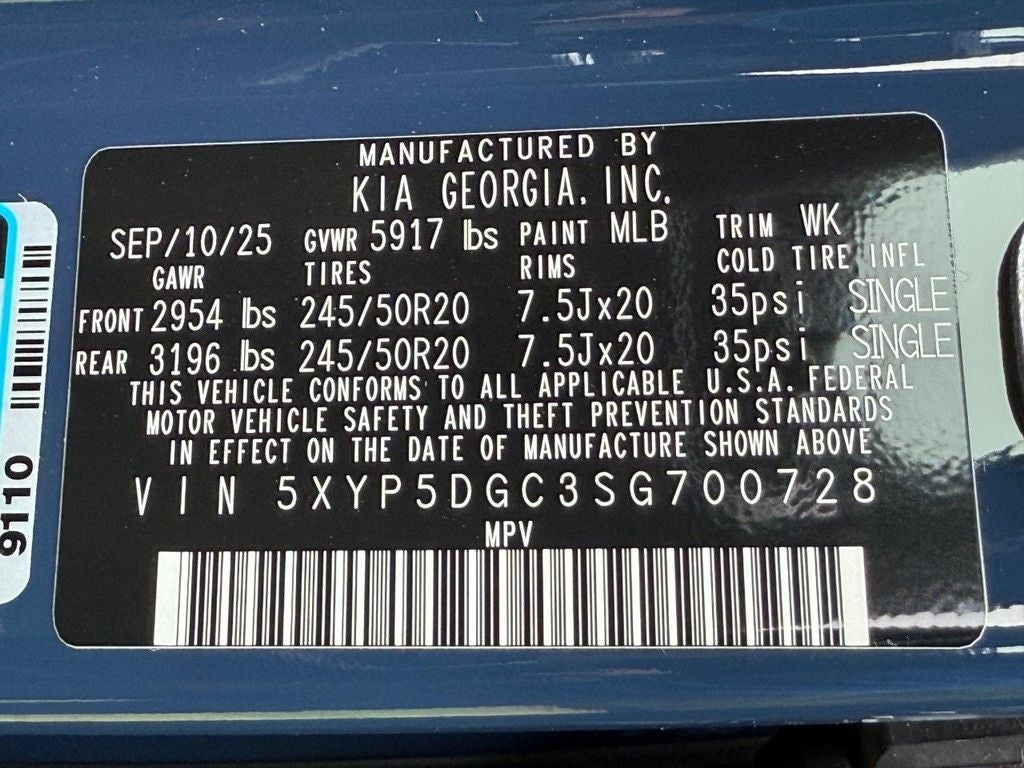 MANUFACTURED BY
KIA GEORGIA, INC.
SEP/10/25 GVWR 5917 lbs PAINT MLB TRIM WK
GAWR TIRES RIMS COLD TIRE INFL
FRONT 2954 lbs 245/50R20 7.5Jx20 35psi SINGLE
REAR 3196 lbs 245/50R20 7.5Jx20 35psi SINGLE
THIS VEHICLE CONFORMS TO ALL APPLICABLE U.S.A. FEDERAL
MOTOR VEHICLE SAFETY AND THEFT PREVENTION STANDARDS
IN EFFECT ON THE DATE OF MANUFACTURE SHOWN ABOVE
VIN 5XYP5DGC3SG700728
MPV
9110